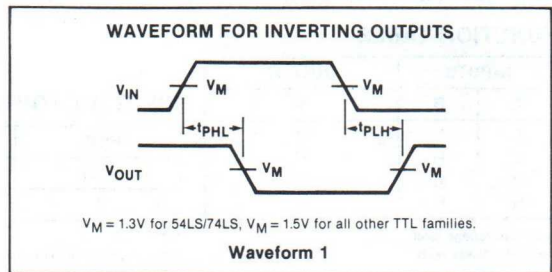 WAVEFORM FOR INVERTING OUTPUTS
VIN
VM
VM
tPHL
tPLH
VOUT
VM
VM
VM = 1.3V for 54LS/74LS, VM = 1.5V for all other TTL families.
Waveform 1